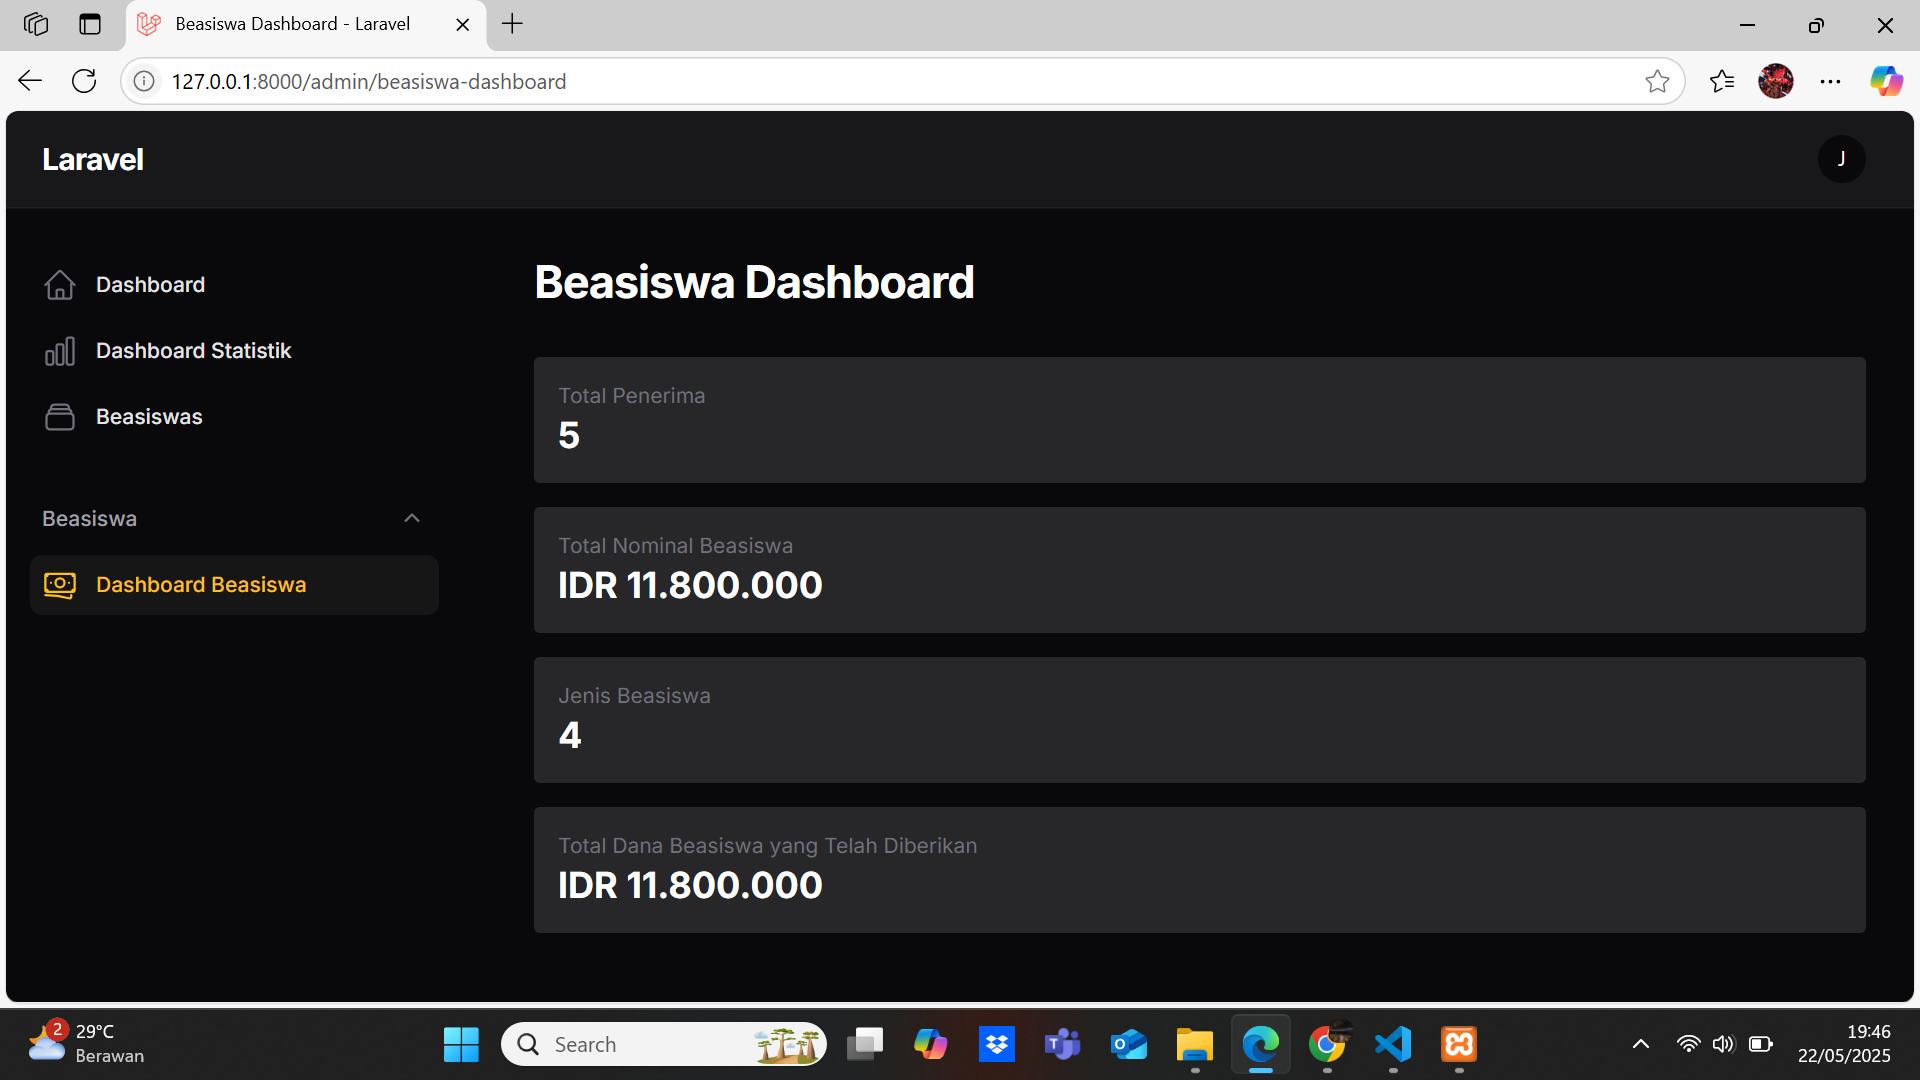 Beasiswa Dashboard - Laravel
127.0.0.1:8000/admin/beasiswa-dashboard
Laravel
J
Dashboard
Dashboard Statistik
Beasiswas
Beasiswa
Dashboard Beasiswa
Beasiswa Dashboard
Total Penerima
5
Total Nominal Beasiswa
IDR 11.800.000
Jenis Beasiswa
4
Total Dana Beasiswa yang Telah Diberikan
IDR 11.800.000
2
29°C
Berawan
Search
19:46
22/05/2025